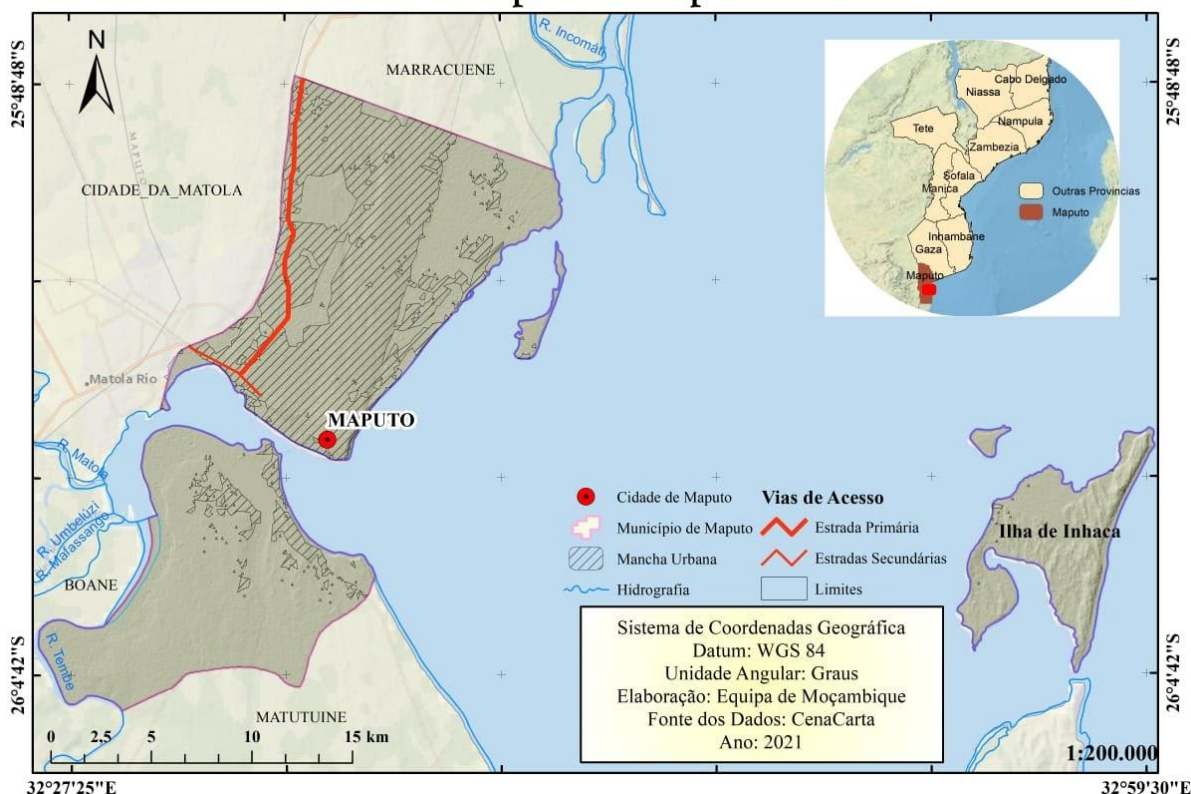 N
R. Incomáti
MARRACUENE
25°48'48"S
25°48'48"S
MAPUTO
CIDADE_DA_MATOLA
Niassa
Cabo Delgado
Tete
Nampula
Zambezia
Sofala
Manica
Outras Provincias
Maputo
Inhambane
Gaza
Maputo
Matola Rio
MAPUTO
R. Matola
R. Umbelúzi
R. Mafassango
BOANE
R. Tembe
Ilha de Inhaca
Cidade de Maputo
Município de Maputo
Mancha Urbana
Hidrografia
Vias de Acesso
Estrada Primária
Estradas Secundárias
Limites
Sistema de Coordenadas Geográfica
Datum: WGS 84
Unidade Angular: Graus
Elaboração: Equipa de Moçambique
Fonte dos Dados: CenaCarta
Ano: 2021
26°4'42"S
26°4'42"S
MATUTUINE
0 2,5 5 10 15 km
1:200.000
32°27'25"E
32°59'30"E